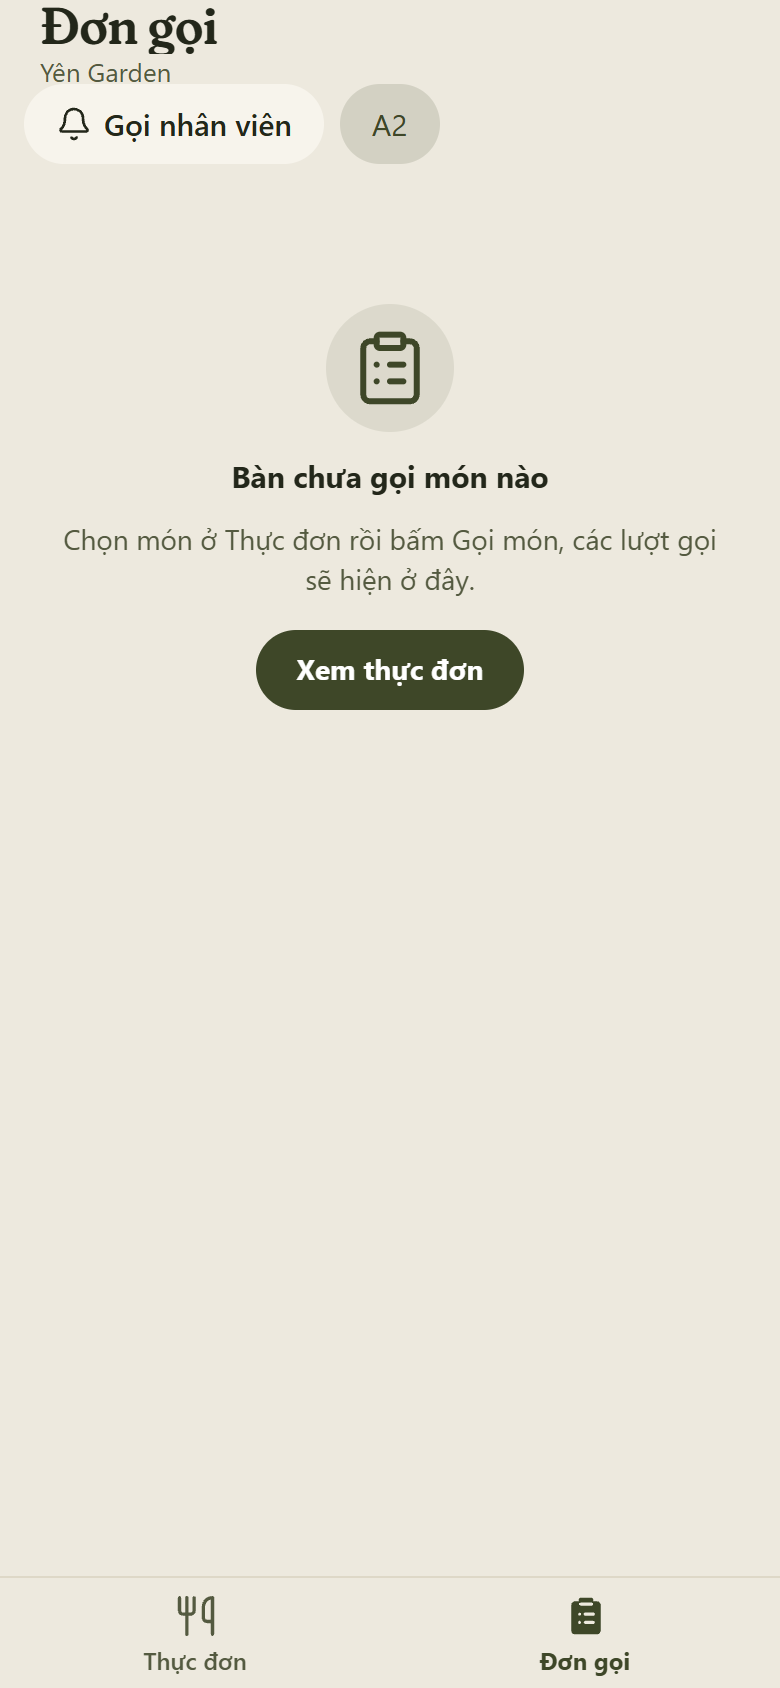 Đơn gọi
Yên Garden
Gọi nhân viên
A2
Bàn chưa gọi món nào
Chọn món ở Thực đơn rồi bấm Gọi món, các lượt gọi
sẽ hiện ở đây.
Xem thực đơn
Thực đơn
Đơn gọi